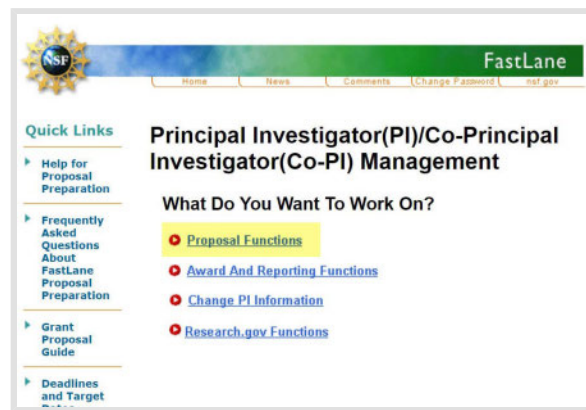 NSF
FastLane
Home News Comments Change Password nsf.gov
Quick Links
Help for
Proposal
Preparation
Frequently
Asked
Questions
About
FastLane
Proposal
Preparation
Grant
Proposal
Guide
Deadlines
and Target
Dates
Principal Investigator(PI)/Co-Principal
Investigator(Co-PI) Management
What Do You Want To Work On?
Proposal Functions
Award And Reporting Functions
Change PI Information
Research.gov Functions